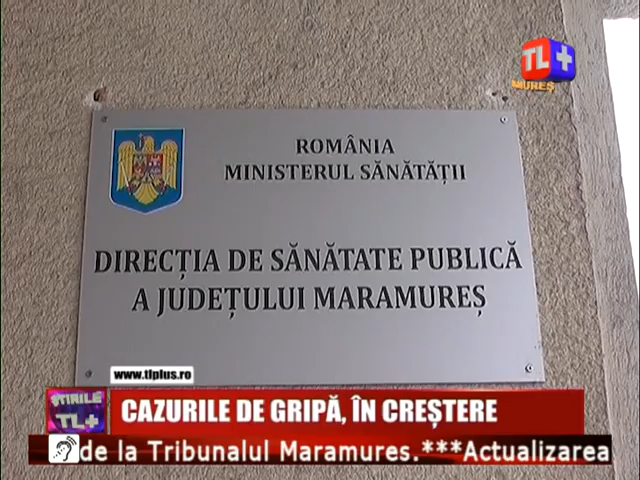 TL+
MUREȘ
ROMÂNIA
MINISTERUL SĂNĂTĂȚII
DIRECȚIA DE SĂNĂTATE PUBLICĂ
A JUDEȚULUI MARAMUREȘ
www.tlplus.ro
ȘTIRILE
TL+
CAZURILE DE GRIPĂ, ÎN CREȘTERE
de la Tribunalul Maramures.***Actualizarea